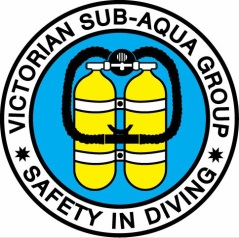 VICTORIAN SUB-AQUA GROUP
SAFETY IN DIVING